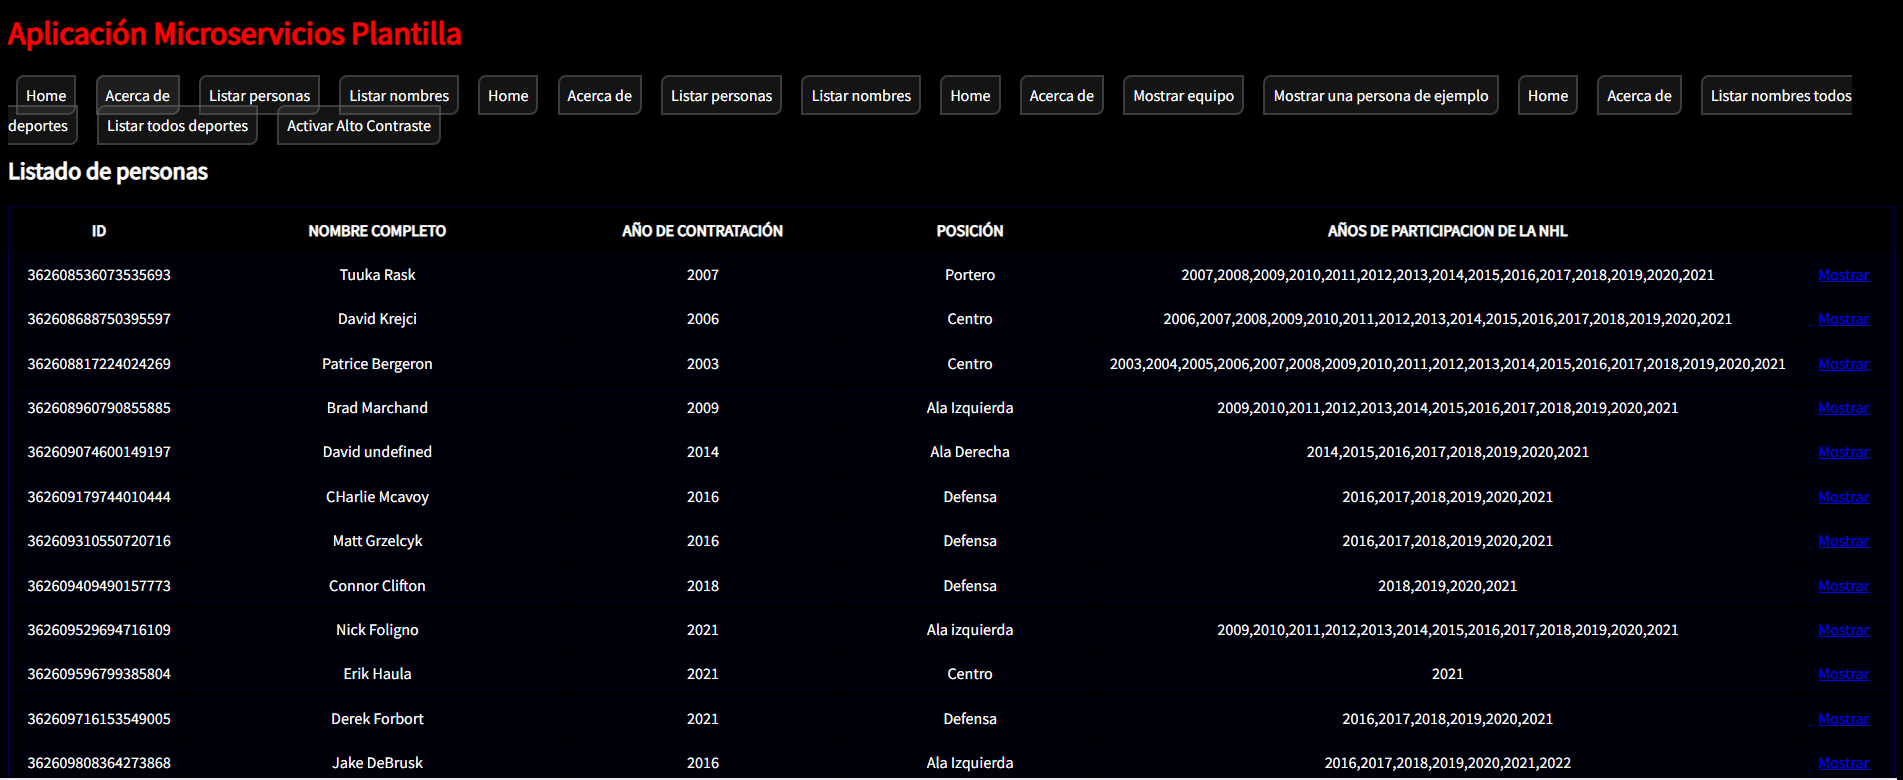 Aplicación Microservicios Plantilla
Home Acerca de Listar personas Listar nombres Home Acerca de Listar personas Listar nombres Home Acerca de Mostrar equipo Mostrar una persona de ejemplo Home Acerca de Listar nombres todos
deportes Listar todos deportes Activar Alto Contraste
Listado de personas
ID NOMBRE COMPLETO AÑO DE CONTRATACIÓN POSICIÓN AÑOS DE PARTICIPACION DE LA NHL
362608536073535693 Tuuka Rask 2007 Portero 2007,2008,2009,2010,2011,2012,2013,2014,2015,2016,2017,2018,2019,2020,2021 Mostrar
362608688750395597 David Krejci 2006 Centro 2006,2007,2008,2009,2010,2011,2012,2013,2014,2015,2016,2017,2018,2019,2020,2021 Mostrar
362608817224024269 Patrice Bergeron 2003 Centro 2003,2004,2005,2006,2007,2008,2009,2010,2011,2012,2013,2014,2015,2016,2017,2018,2019,2020,2021 Mostrar
362608960790855885 Brad Marchand 2009 Ala Izquierda 2009,2010,2011,2012,2013,2014,2015,2016,2017,2018,2019,2020,2021 Mostrar
362609074600149197 David undefined 2014 Ala Derecha 2014,2015,2016,2017,2018,2019,2020,2021 Mostrar
362609179744010444 CHarlie Mcavoy 2016 Defensa 2016,2017,2018,2019,2020,2021 Mostrar
362609310550720716 Matt Grzelcyk 2016 Defensa 2016,2017,2018,2019,2020,2021 Mostrar
362609409490157773 Connor Clifton 2018 Defensa 2018,2019,2020,2021 Mostrar
362609529694716109 Nick Foligno 2021 Ala izquierda 2009,2010,2011,2012,2013,2014,2015,2016,2017,2018,2019,2020,2021 Mostrar
362609596799385804 Erik Haula 2021 Centro 2021 Mostrar
362609716153549005 Derek Forbort 2021 Defensa 2016,2017,2018,2019,2020,2021 Mostrar
362609808364273868 Jake DeBrusk 2016 Ala Izquierda 2016,2017,2018,2019,2020,2021,2022 Mostrar